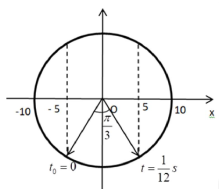 -10
-5
O
5
10
x
π
3
t₀ = 0
t = 1/12 s